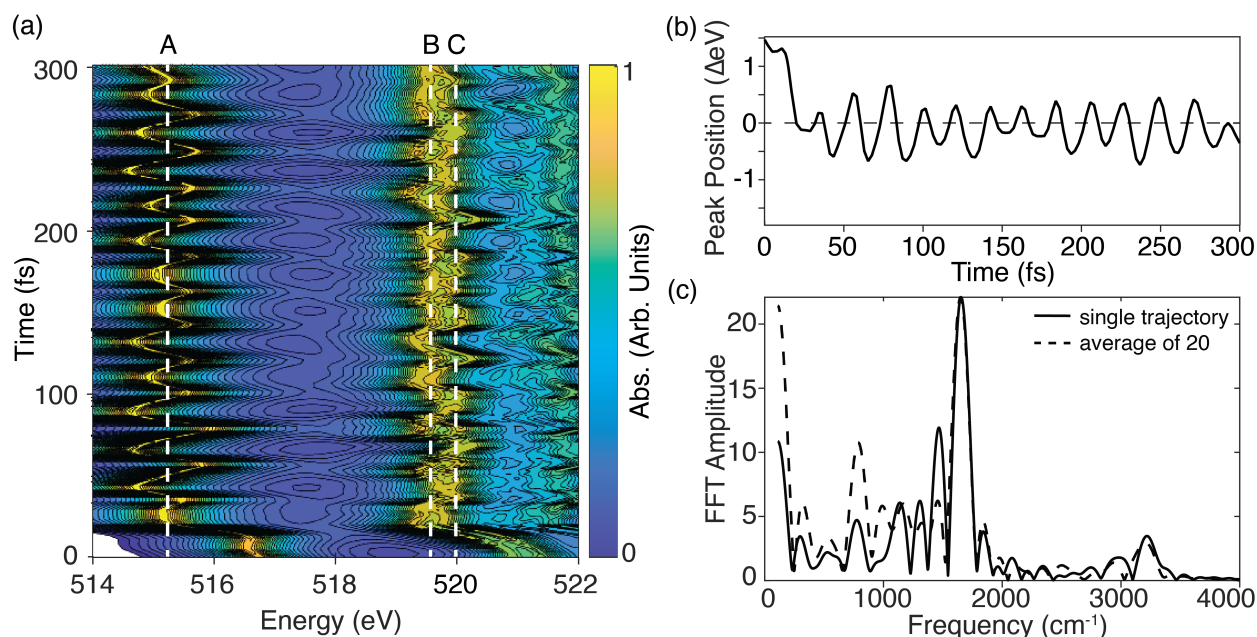 (a)
A B C
300
200
100
0
Time (fs)
514 516 518 520 522
Energy (eV)
1
0
Abs. (Arb. Units)
(b)
1
0
-1
Peak Position (ΔeV)
0 50 100 150 200 250 300
Time (fs)
(c)
single trajectory
average of 20
20
15
10
5
0
FFT Amplitude
0 1000 2000 3000 4000
Frequency (cm⁻¹)